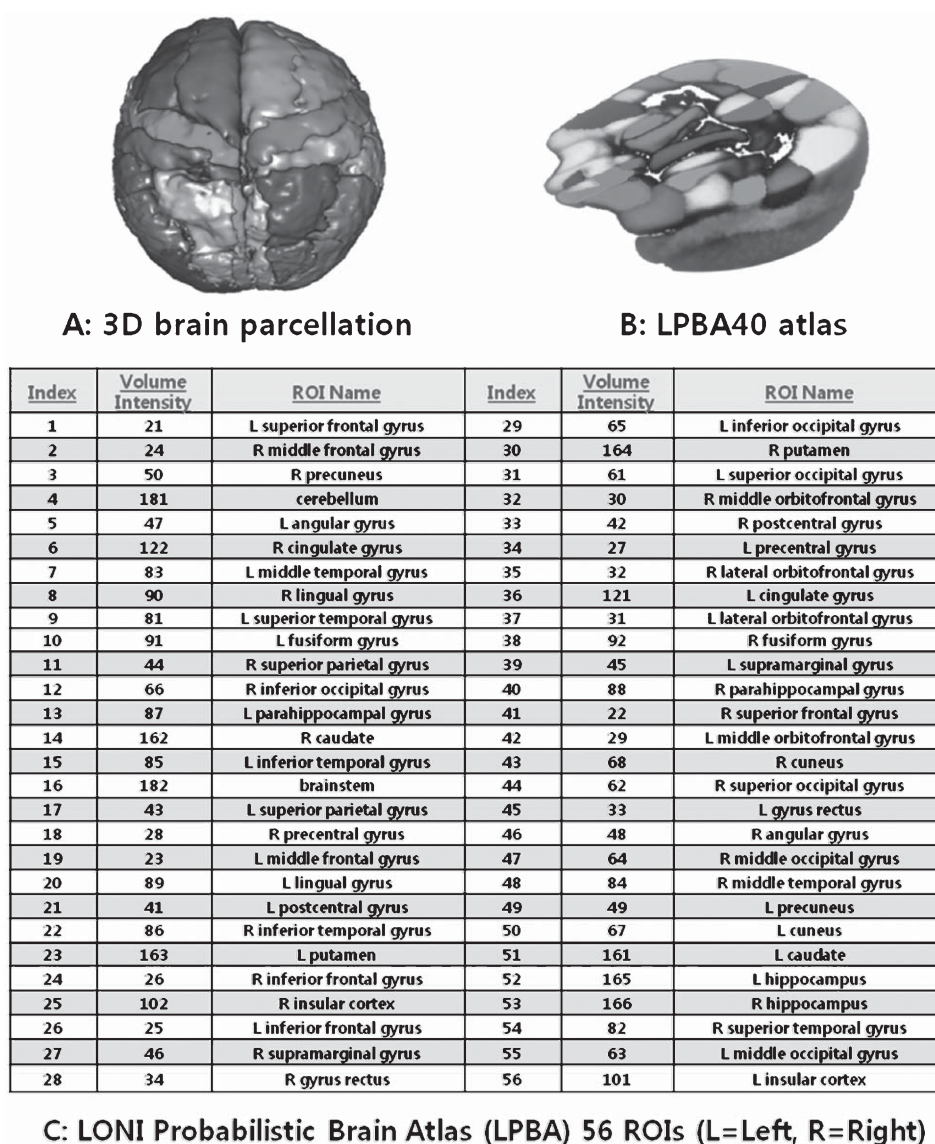 A: 3D brain parcellation
B: LPBA40 atlas
Index Volume Intensity ROI Name Index Volume Intensity ROI Name
1 21 L superior frontal gyrus 29 65 L inferior occipital gyrus
2 24 R middle frontal gyrus 30 164 R putamen
3 50 R precuneus 31 61 L superior occipital gyrus
4 181 cerebellum 32 30 R middle orbitofrontal gyrus
5 47 L angular gyrus 33 42 R postcentral gyrus
6 122 R cingulate gyrus 34 27 L precentral gyrus
7 83 L middle temporal gyrus 35 32 R lateral orbitofrontal gyrus
8 90 R lingual gyrus 36 121 L cingulate gyrus
9 81 L superior temporal gyrus 37 31 L lateral orbitofrontal gyrus
10 91 L fusiform gyrus 38 92 R fusiform gyrus
11 44 R superior parietal gyrus 39 45 L supramarginal gyrus
12 66 R inferior occipital gyrus 40 88 R parahippocampal gyrus
13 87 L parahippocampal gyrus 41 22 R superior frontal gyrus
14 162 R caudate 42 29 L middle orbitofrontal gyrus
15 85 L inferior temporal gyrus 43 68 R cuneus
16 182 brainstem 44 62 R superior occipital gyrus
17 43 L superior parietal gyrus 45 33 L gyrus rectus
18 28 R precentral gyrus 46 48 R angular gyrus
19 23 L middle frontal gyrus 47 64 R middle occipital gyrus
20 89 L lingual gyrus 48 84 R middle temporal gyrus
21 41 L postcentral gyrus 49 49 L precuneus
22 86 R inferior temporal gyrus 50 67 L cuneus
23 163 L putamen 51 161 L caudate
24 26 R inferior frontal gyrus 52 165 L hippocampus
25 102 R insular cortex 53 166 R hippocampus
26 25 L inferior frontal gyrus 54 82 R superior temporal gyrus
27 46 R supramarginal gyrus 55 63 L middle occipital gyrus
28 34 R gyrus rectus 56 101 L insular cortex
C: LONI Probabilistic Brain Atlas (LPBA) 56 ROIs (L=Left, R=Right)